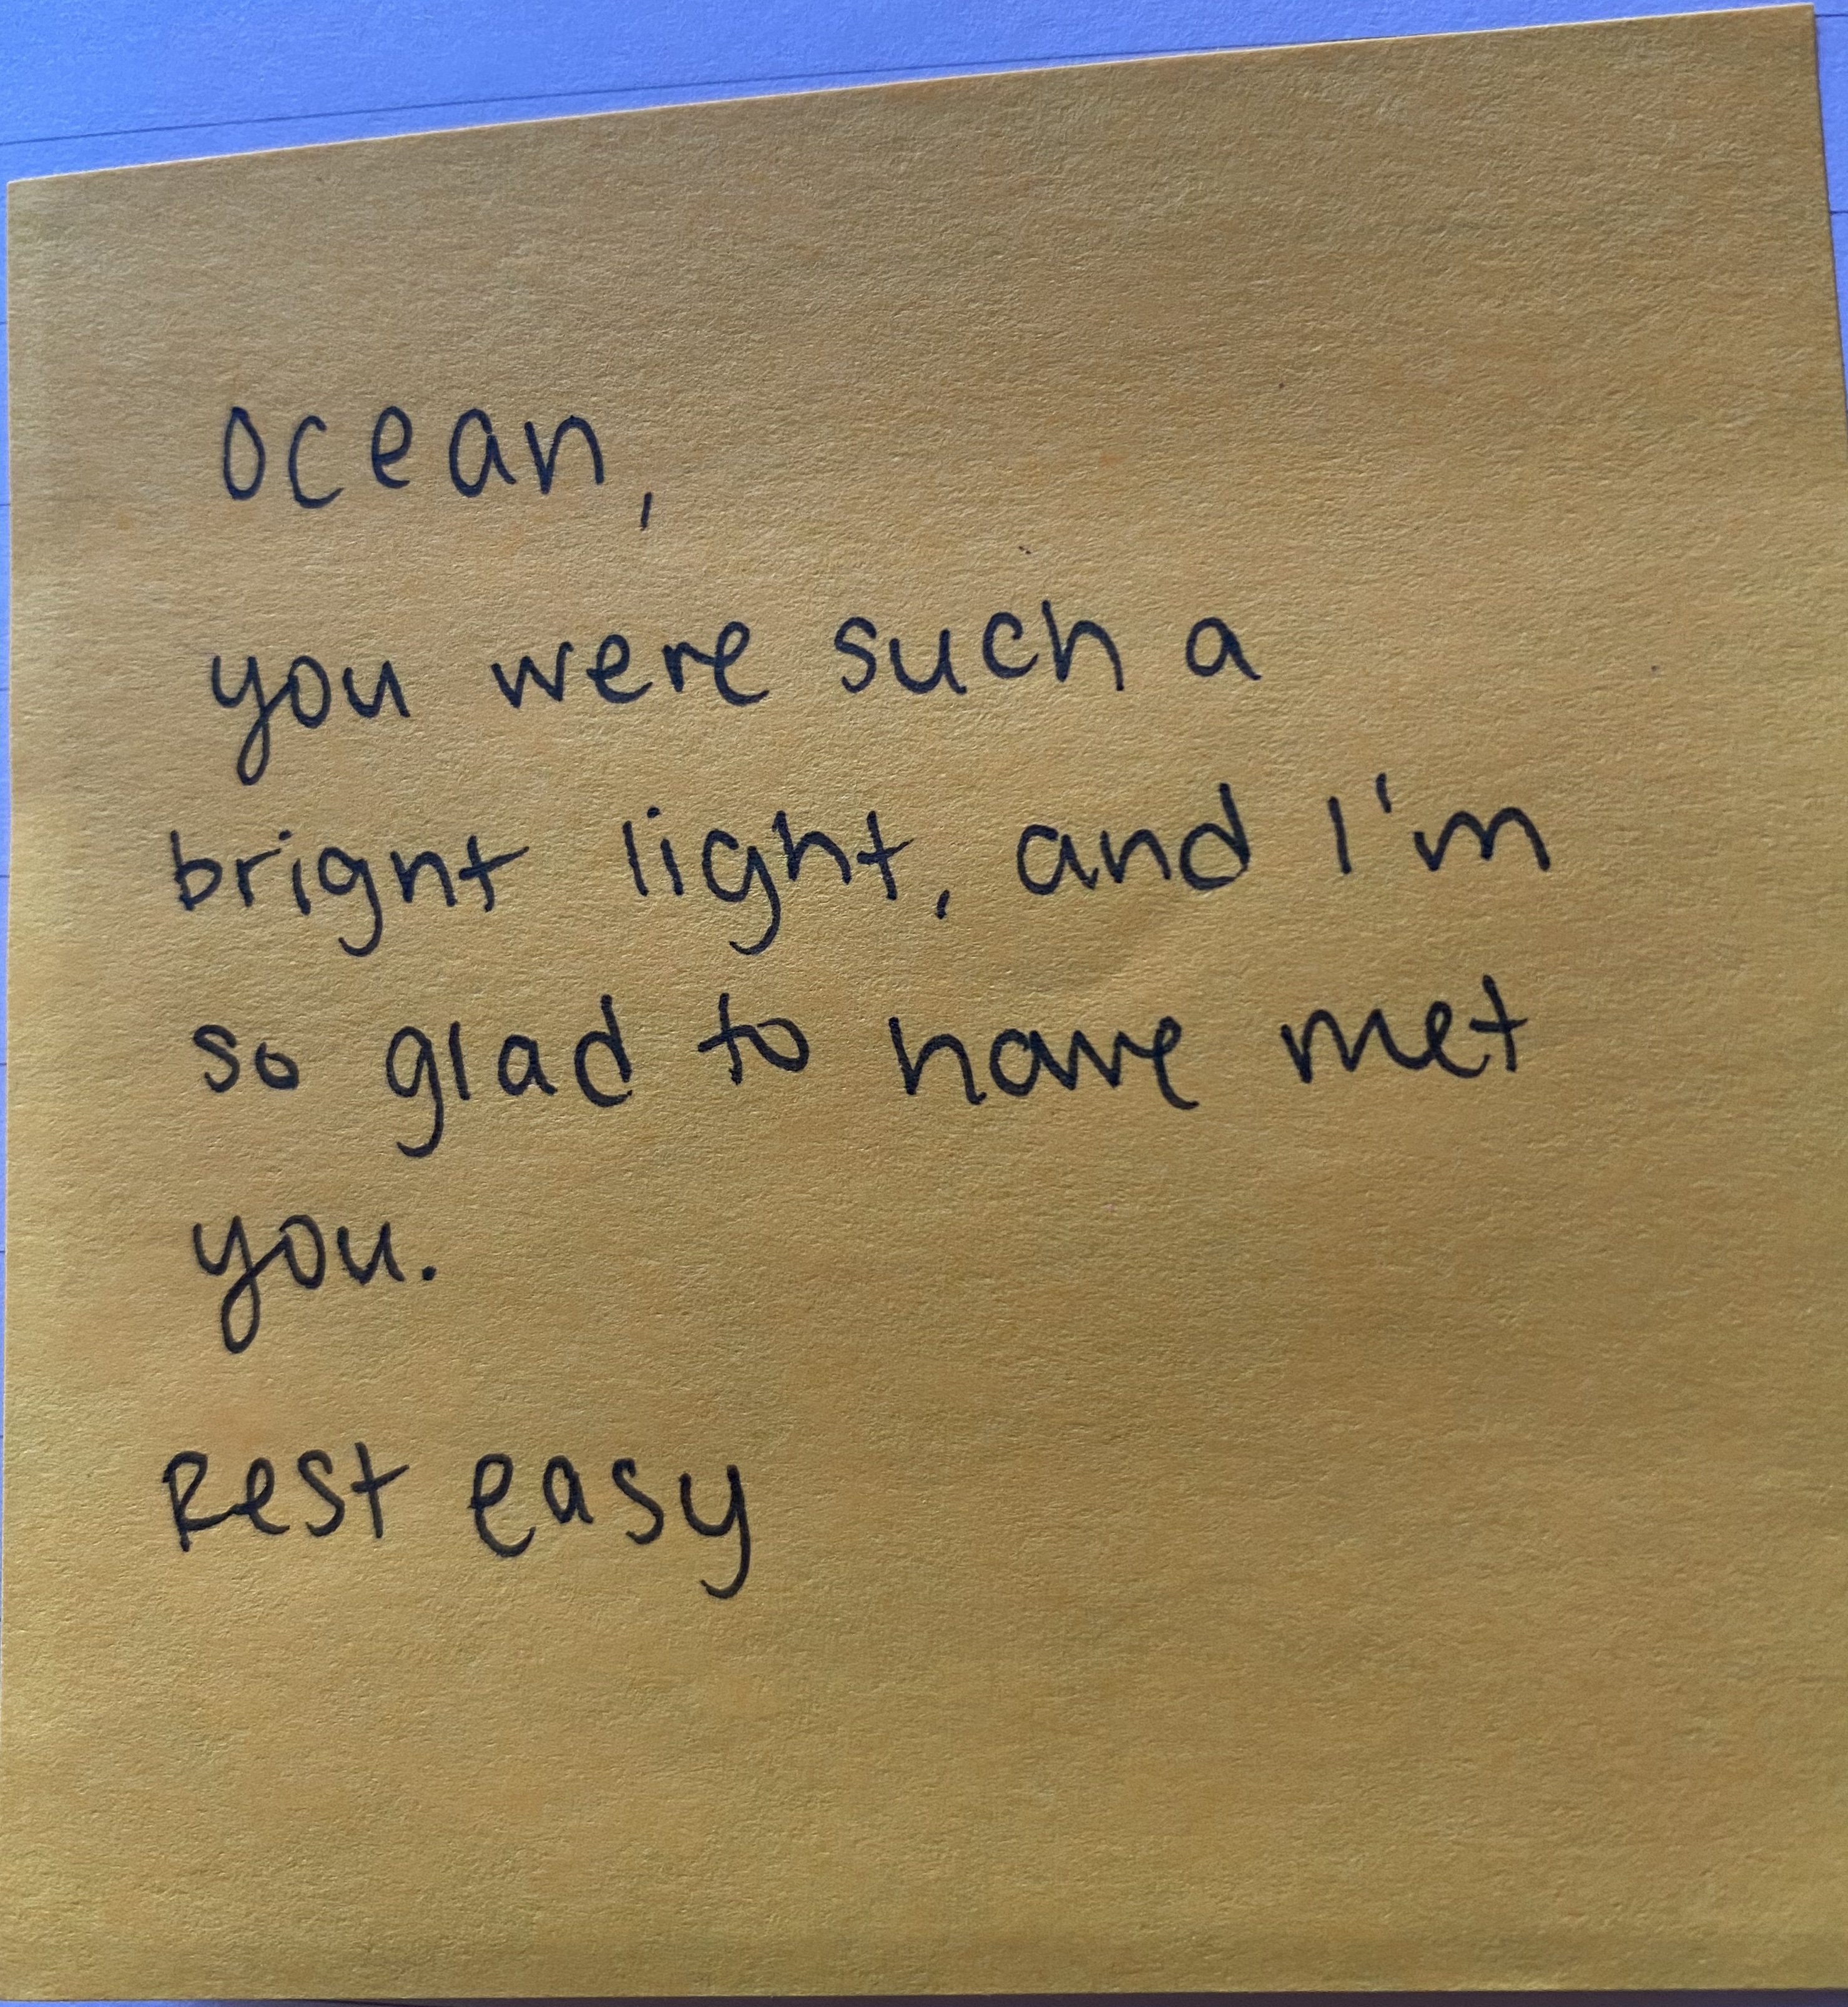 ocean,
you were such a
bright light, and I'm
so glad to have met
you.
Rest easy